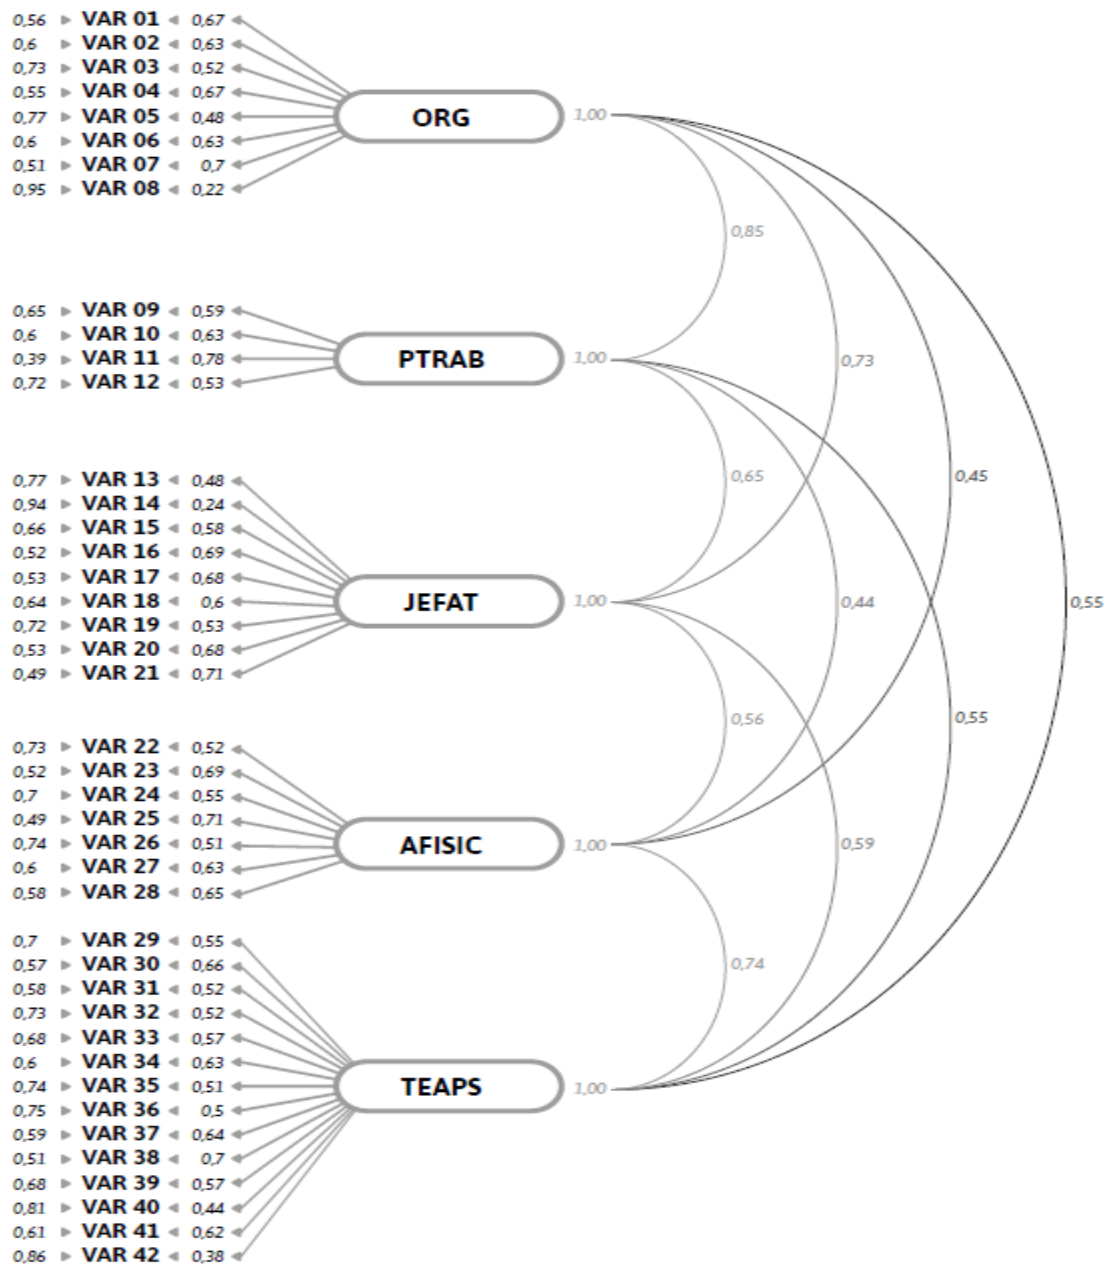 0,56 VAR 01 0,67
0,6 VAR 02 0,63
0,73 VAR 03 0,52
0,55 VAR 04 0,67
0,77 VAR 05 0,48
0,6 VAR 06 0,63
0,51 VAR 07 0,7
0,95 VAR 08 0,22
ORG 1,00
0,85
0,65 VAR 09 0,59
0,6 VAR 10 0,63
0,39 VAR 11 0,78
0,72 VAR 12 0,53
PTRAB 1,00
0,73
0,77 VAR 13 0,48
0,94 VAR 14 0,24
0,66 VAR 15 0,58
0,52 VAR 16 0,69
0,53 VAR 17 0,68
0,64 VAR 18 0,6
0,72 VAR 19 0,53
0,53 VAR 20 0,68
0,49 VAR 21 0,71
0,65
0,45
JEFAT 1,00
0,44
0,55
0,56
0,55
0,73 VAR 22 0,52
0,52 VAR 23 0,69
0,7 VAR 24 0,55
0,49 VAR 25 0,71
0,74 VAR 26 0,51
0,6 VAR 27 0,63
0,58 VAR 28 0,65
AFISIC 1,00
0,59
0,74
0,7 VAR 29 0,55
0,57 VAR 30 0,66
0,58 VAR 31 0,52
0,73 VAR 32 0,52
0,68 VAR 33 0,57
0,6 VAR 34 0,63
0,74 VAR 35 0,51
0,75 VAR 36 0,5
0,59 VAR 37 0,64
0,51 VAR 38 0,7
0,68 VAR 39 0,57
0,81 VAR 40 0,44
0,61 VAR 41 0,62
0,86 VAR 42 0,38
TEAPS 1,00